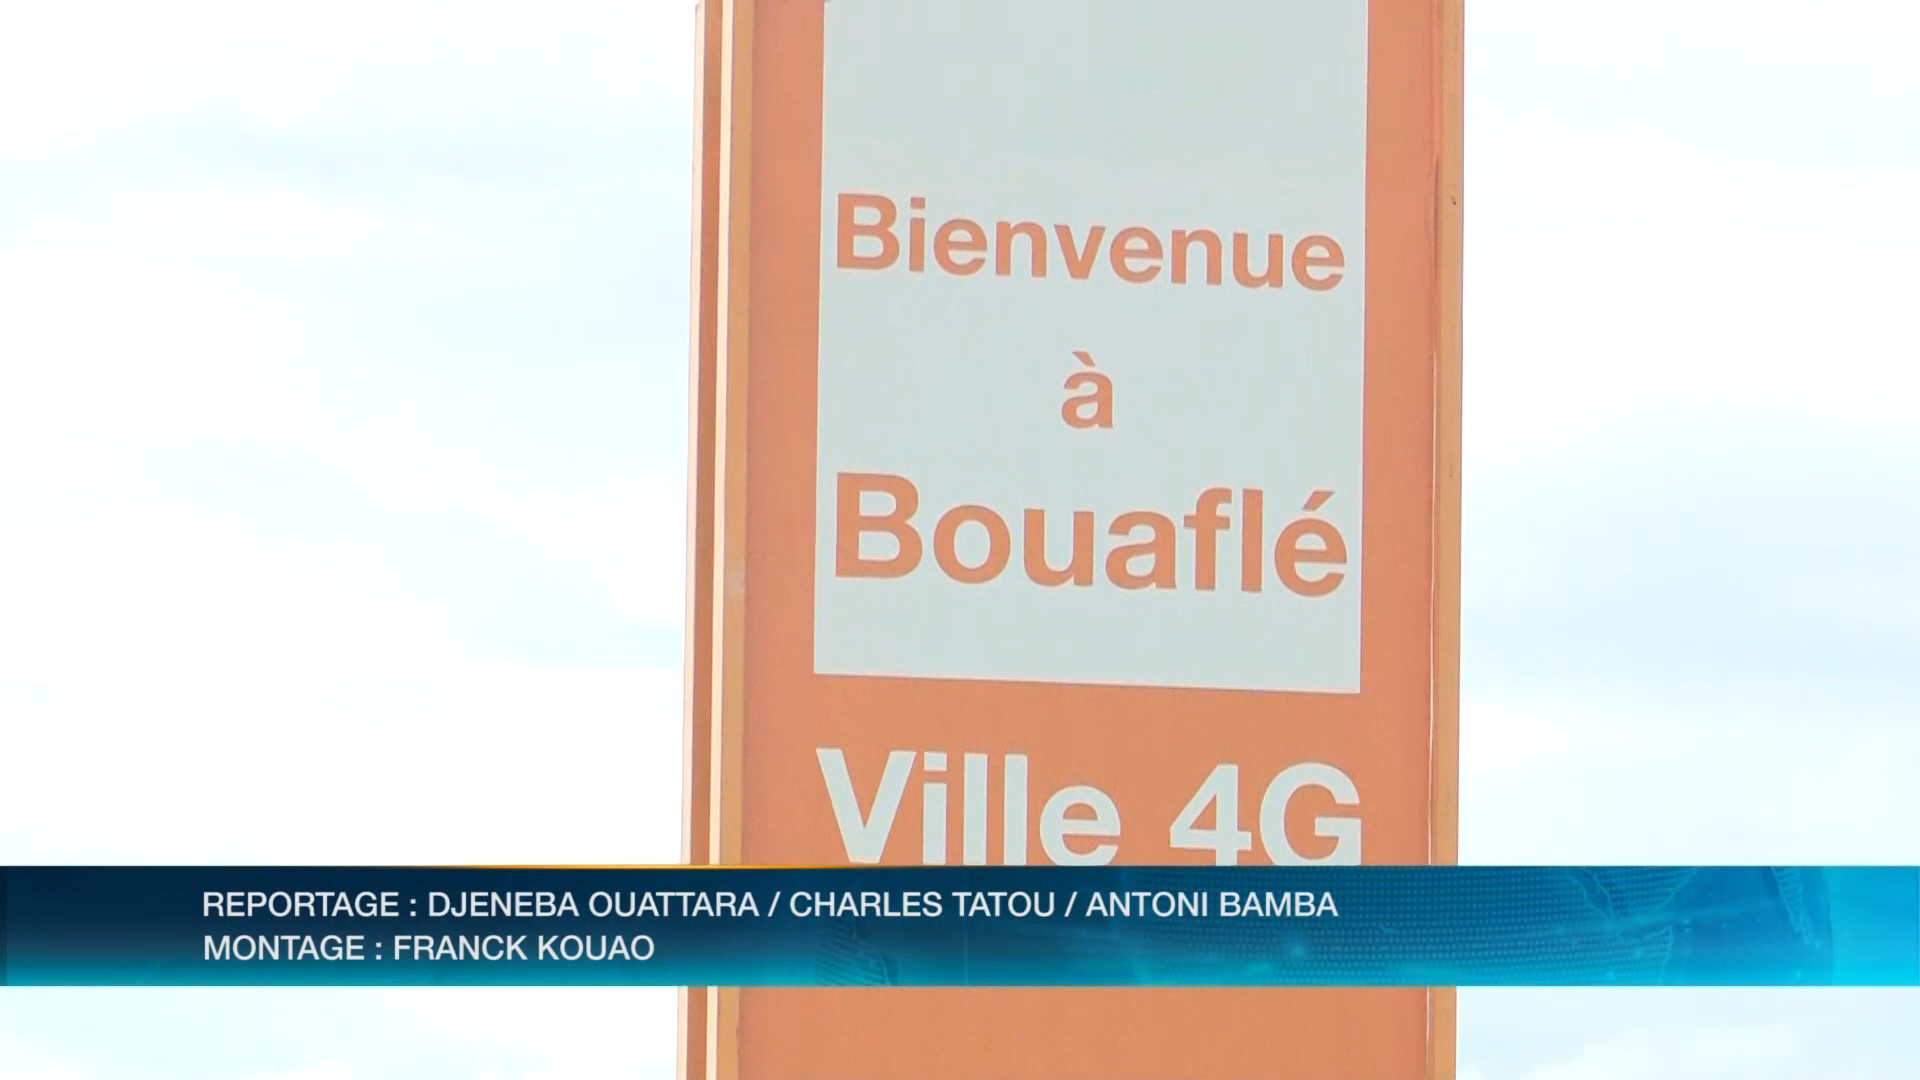 Bienvenue
à
Bouaflé
Ville 4G
REPORTAGE : DJENEBA OUATTARA / CHARLES TATOU / ANTONI BAMBA
MONTAGE : FRANCK KOUAO